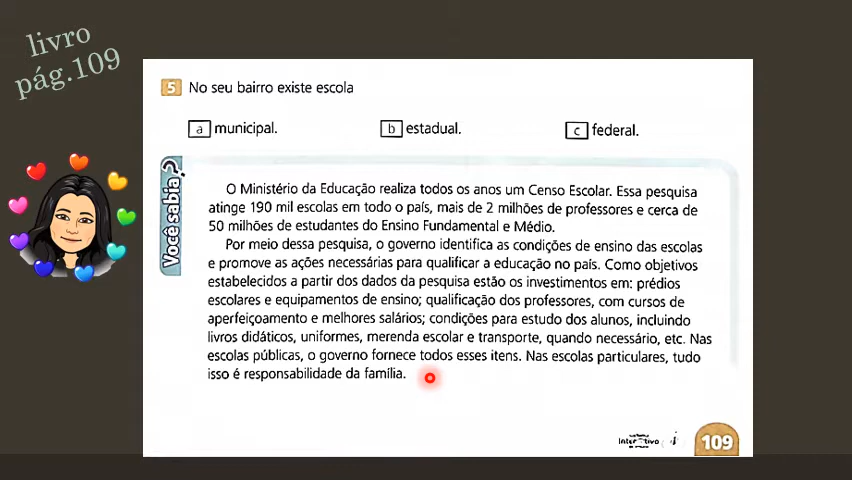 livro
pág.109
5 No seu bairro existe escola
a municipal.
b estadual.
c federal.
Você sabia?
O Ministério da Educação realiza todos os anos um Censo Escolar. Essa pesquisa
atinge 190 mil escolas em todo o país, mais de 2 milhões de professores e cerca de
50 milhões de estudantes do Ensino Fundamental e Médio.
Por meio dessa pesquisa, o governo identifica as condições de ensino das escolas
e promove as ações necessárias para qualificar a educação no país. Como objetivos
estabelecidos a partir dos dados da pesquisa estão os investimentos em: prédios
escolares e equipamentos de ensino; qualificação dos professores, com cursos de
aperfeiçoamento e melhores salários; condições para estudo dos alunos, incluindo
livros didáticos, uniformes, merenda escolar e transporte, quando necessário, etc. Nas
escolas públicas, o governo fornece todos esses itens. Nas escolas particulares, tudo
isso é responsabilidade da família.
Interativo
109